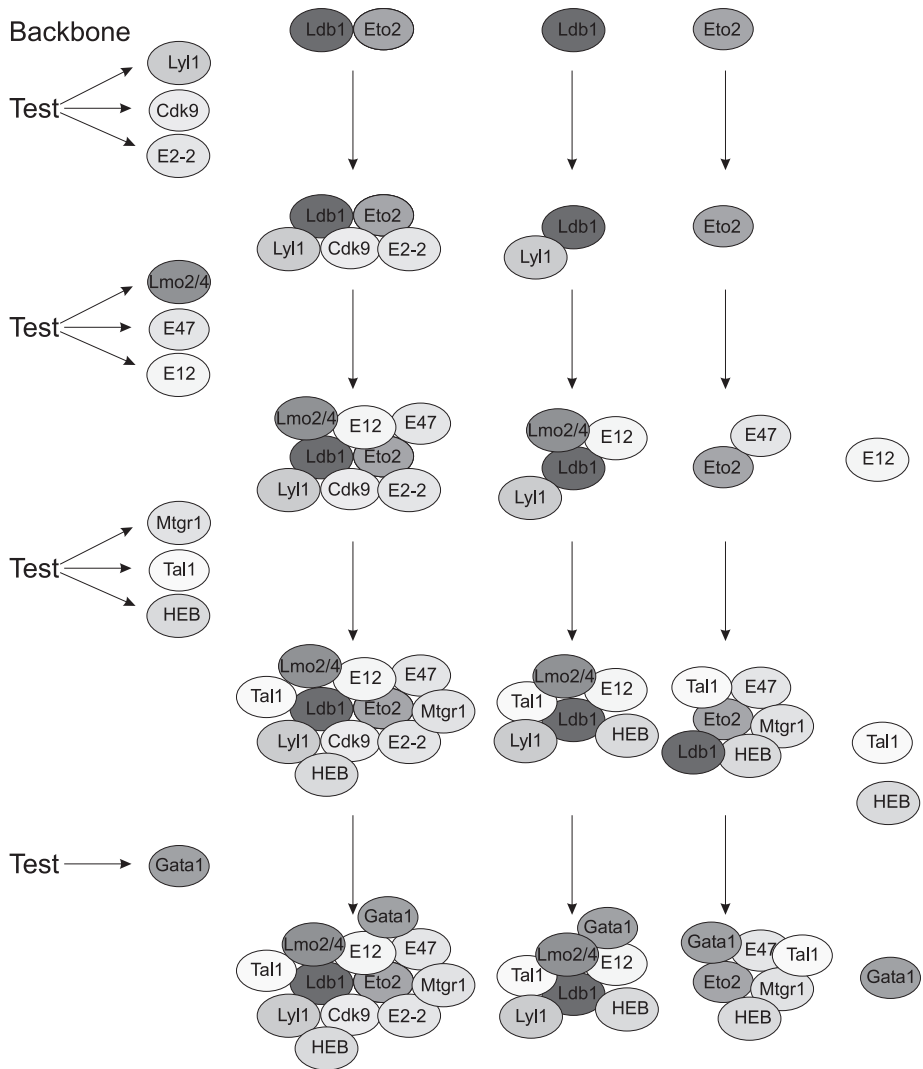 Backbone
Ldb1 Eto2 Ldb1 Eto2
Lyl1
Test Cdk9
E2-2
Ldb1 Eto2 Ldb1 Eto2
Lyl1 Cdk9 E2-2 Lyl1
Lmo2/4
Test E47
E12
Lmo2/4 E12 E47 Lmo2/4 E12 E47
Ldb1 Eto2 Ldb1 Eto2 E12
Lyl1 Cdk9 E2-2 Lyl1
Mtgr1
Test Tal1
HEB
Lmo2/4 E12 E47 Lmo2/4 E12 Tal1 E47
Tal1 Ldb1 Eto2 Mtgr1 Tal1 Ldb1 Eto2 Mtgr1
Lyl1 Cdk9 E2-2 Lyl1 HEB Ldb1 HEB Tal1
HEB HEB
Test Gata1
Gata1 Gata1
Lmo2/4 E12 E47 Lmo2/4 E12 Gata1 E47 Tal1
Tal1 Ldb1 Eto2 Mtgr1 Tal1 Ldb1 Eto2 Mtgr1 Gata1
Lyl1 Cdk9 E2-2 Lyl1 HEB HEB
HEB